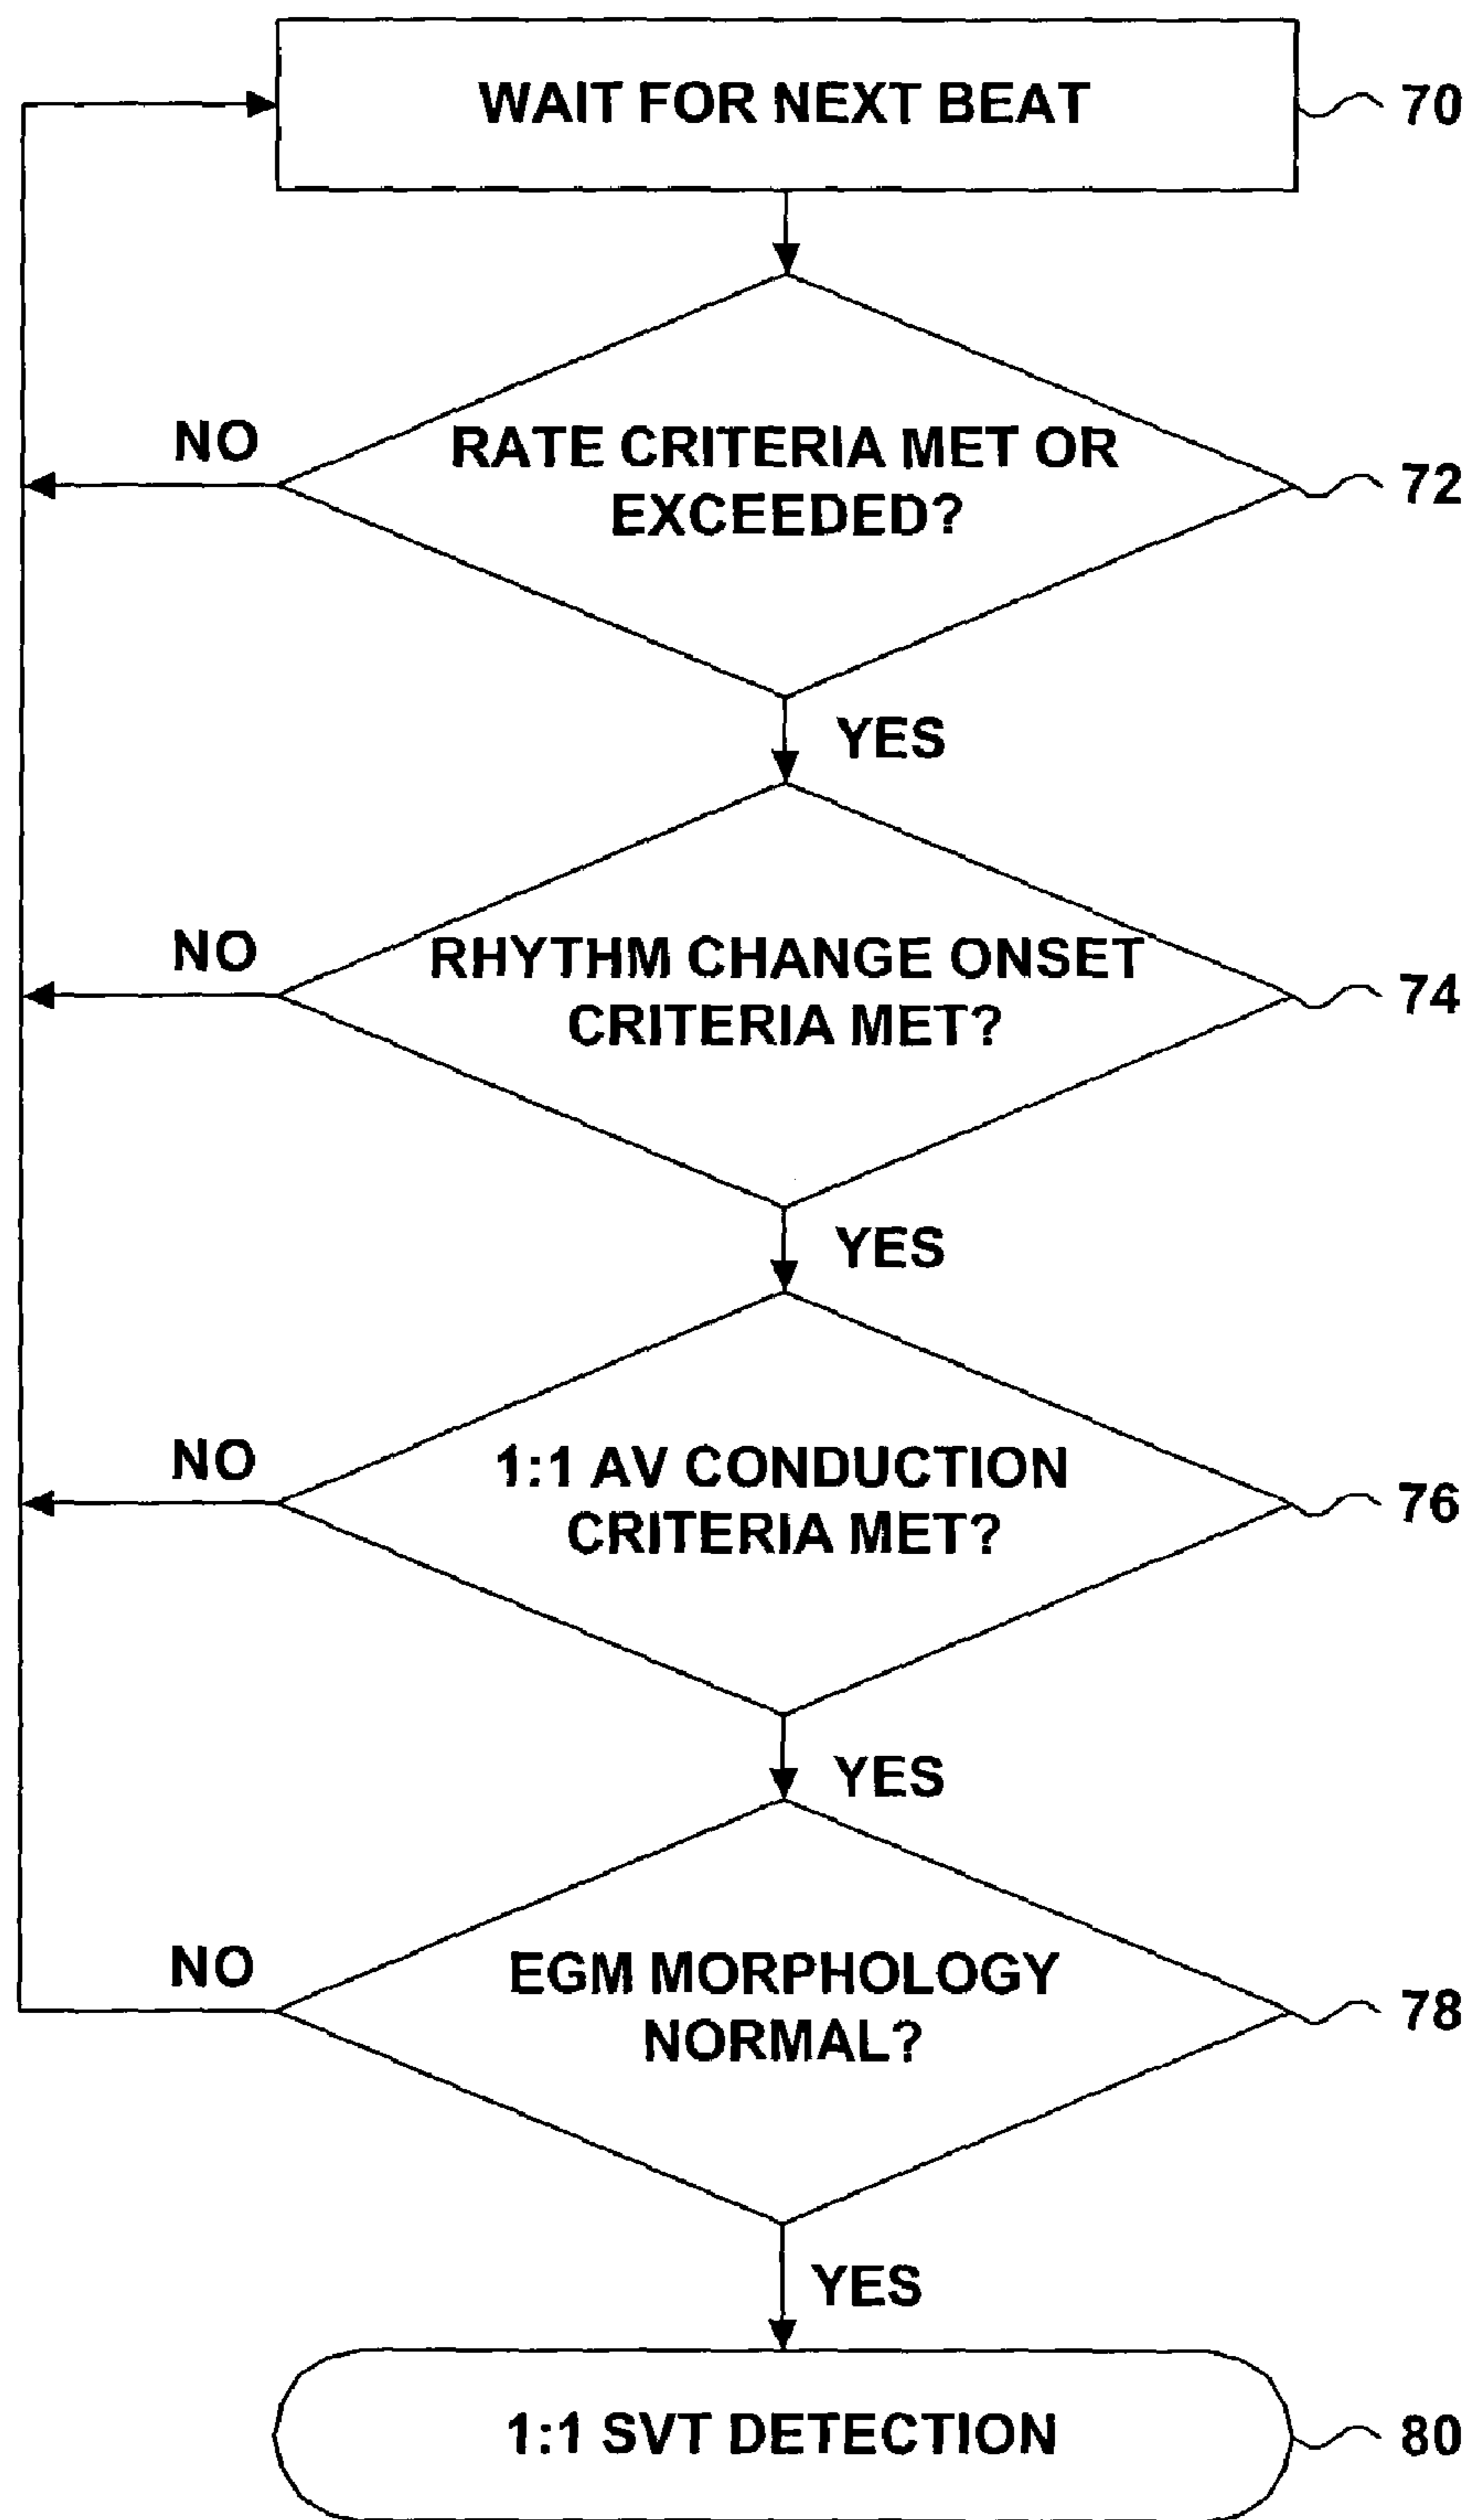 WAIT FOR NEXT BEAT
70
NO
RATE CRITERIA MET OR
EXCEEDED?
72
YES
NO
RHYTHM CHANGE ONSET
CRITERIA MET?
74
YES
NO
1:1 AV CONDUCTION
CRITERIA MET?
76
YES
NO
EGM MORPHOLOGY
NORMAL?
78
YES
1:1 SVT DETECTION
80